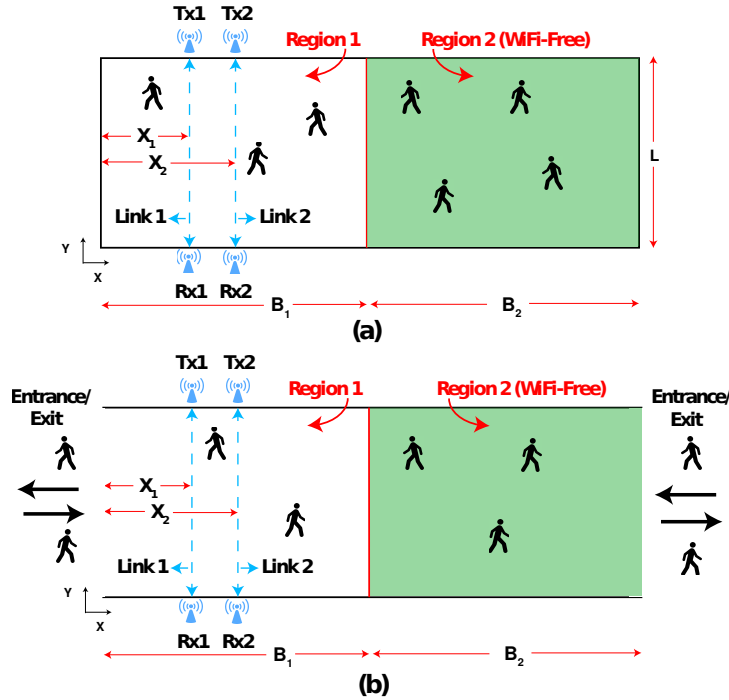 Tx1 Tx2
Region 1 Region 2 (WiFi-Free)
X1
X2
L
Link 1 Link 2
Y
X
Rx1 Rx2
B1 B2
(a)
Tx1 Tx2
Entrance/
Exit
Region 1 Region 2 (WiFi-Free)
Entrance/
Exit
X1
X2
Link 1 Link 2
Y
X
Rx1 Rx2
B1 B2
(b)